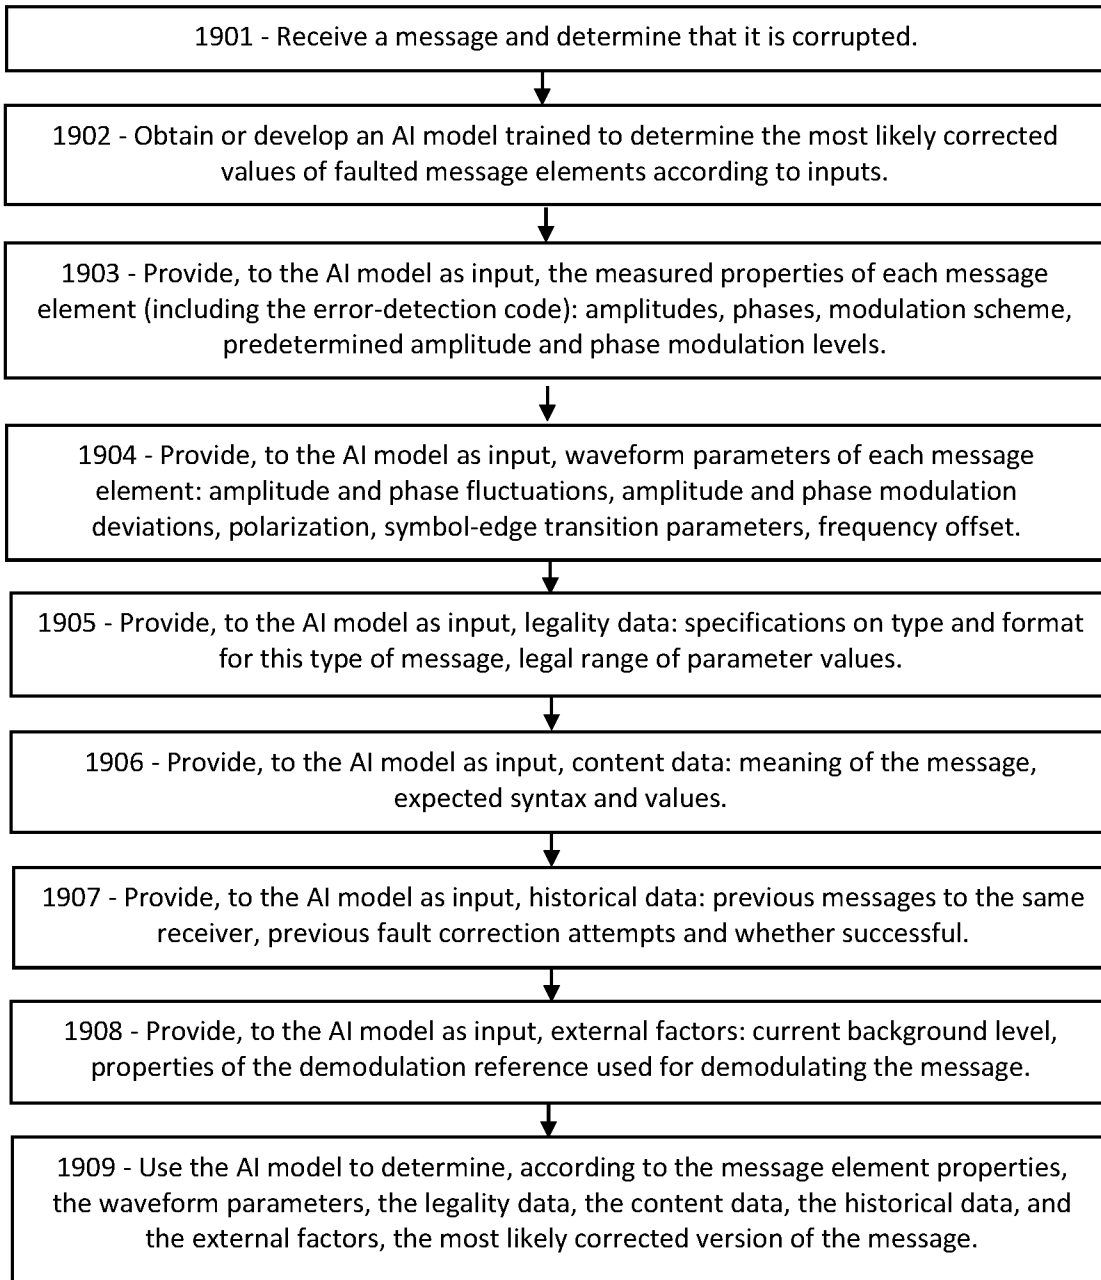 1901 - Receive a message and determine that it is corrupted.
1902 - Obtain or develop an AI model trained to determine the most likely corrected
values of faulted message elements according to inputs.
1903 - Provide, to the AI model as input, the measured properties of each message
element (including the error-detection code): amplitudes, phases, modulation scheme,
predetermined amplitude and phase modulation levels.
1904 - Provide, to the AI model as input, waveform parameters of each message
element: amplitude and phase fluctuations, amplitude and phase modulation
deviations, polarization, symbol-edge transition parameters, frequency offset.
1905 - Provide, to the AI model as input, legality data: specifications on type and format
for this type of message, legal range of parameter values.
1906 - Provide, to the AI model as input, content data: meaning of the message,
expected syntax and values.
1907 - Provide, to the AI model as input, historical data: previous messages to the same
receiver, previous fault correction attempts and whether successful.
1908 - Provide, to the AI model as input, external factors: current background level,
properties of the demodulation reference used for demodulating the message.
1909 - Use the AI model to determine, according to the message element properties,
the waveform parameters, the legality data, the content data, the historical data, and
the external factors, the most likely corrected version of the message.